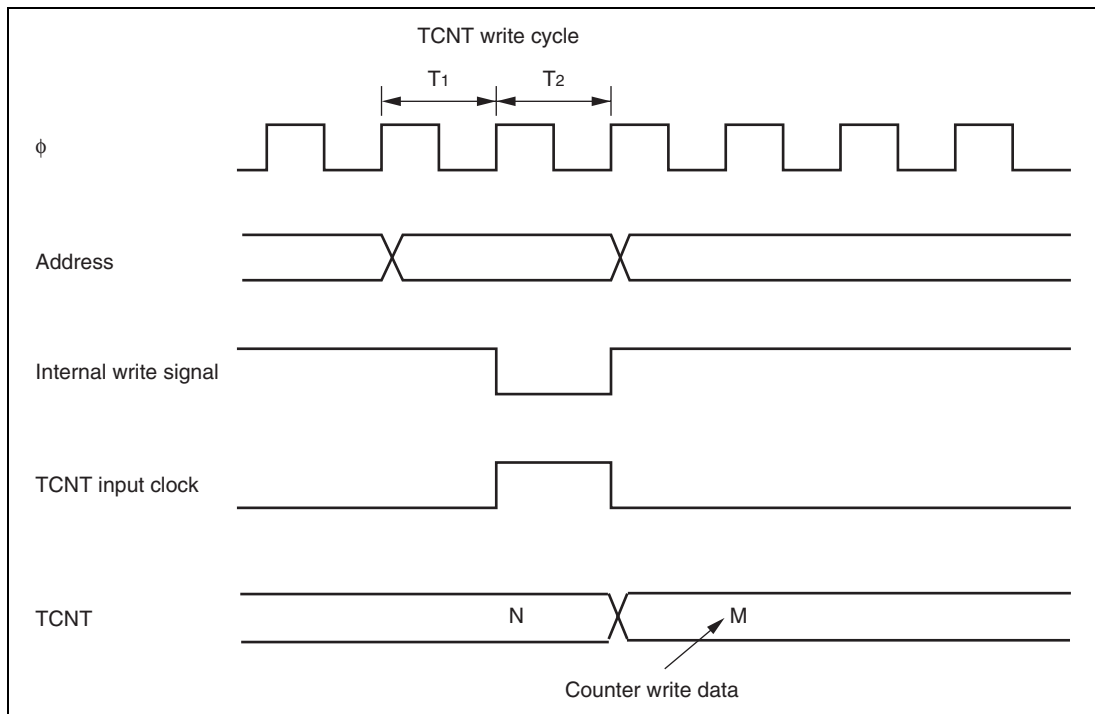 TCNT write cycle
T1 T2
ϕ
Address
Internal write signal
TCNT input clock
TCNT N M
Counter write data